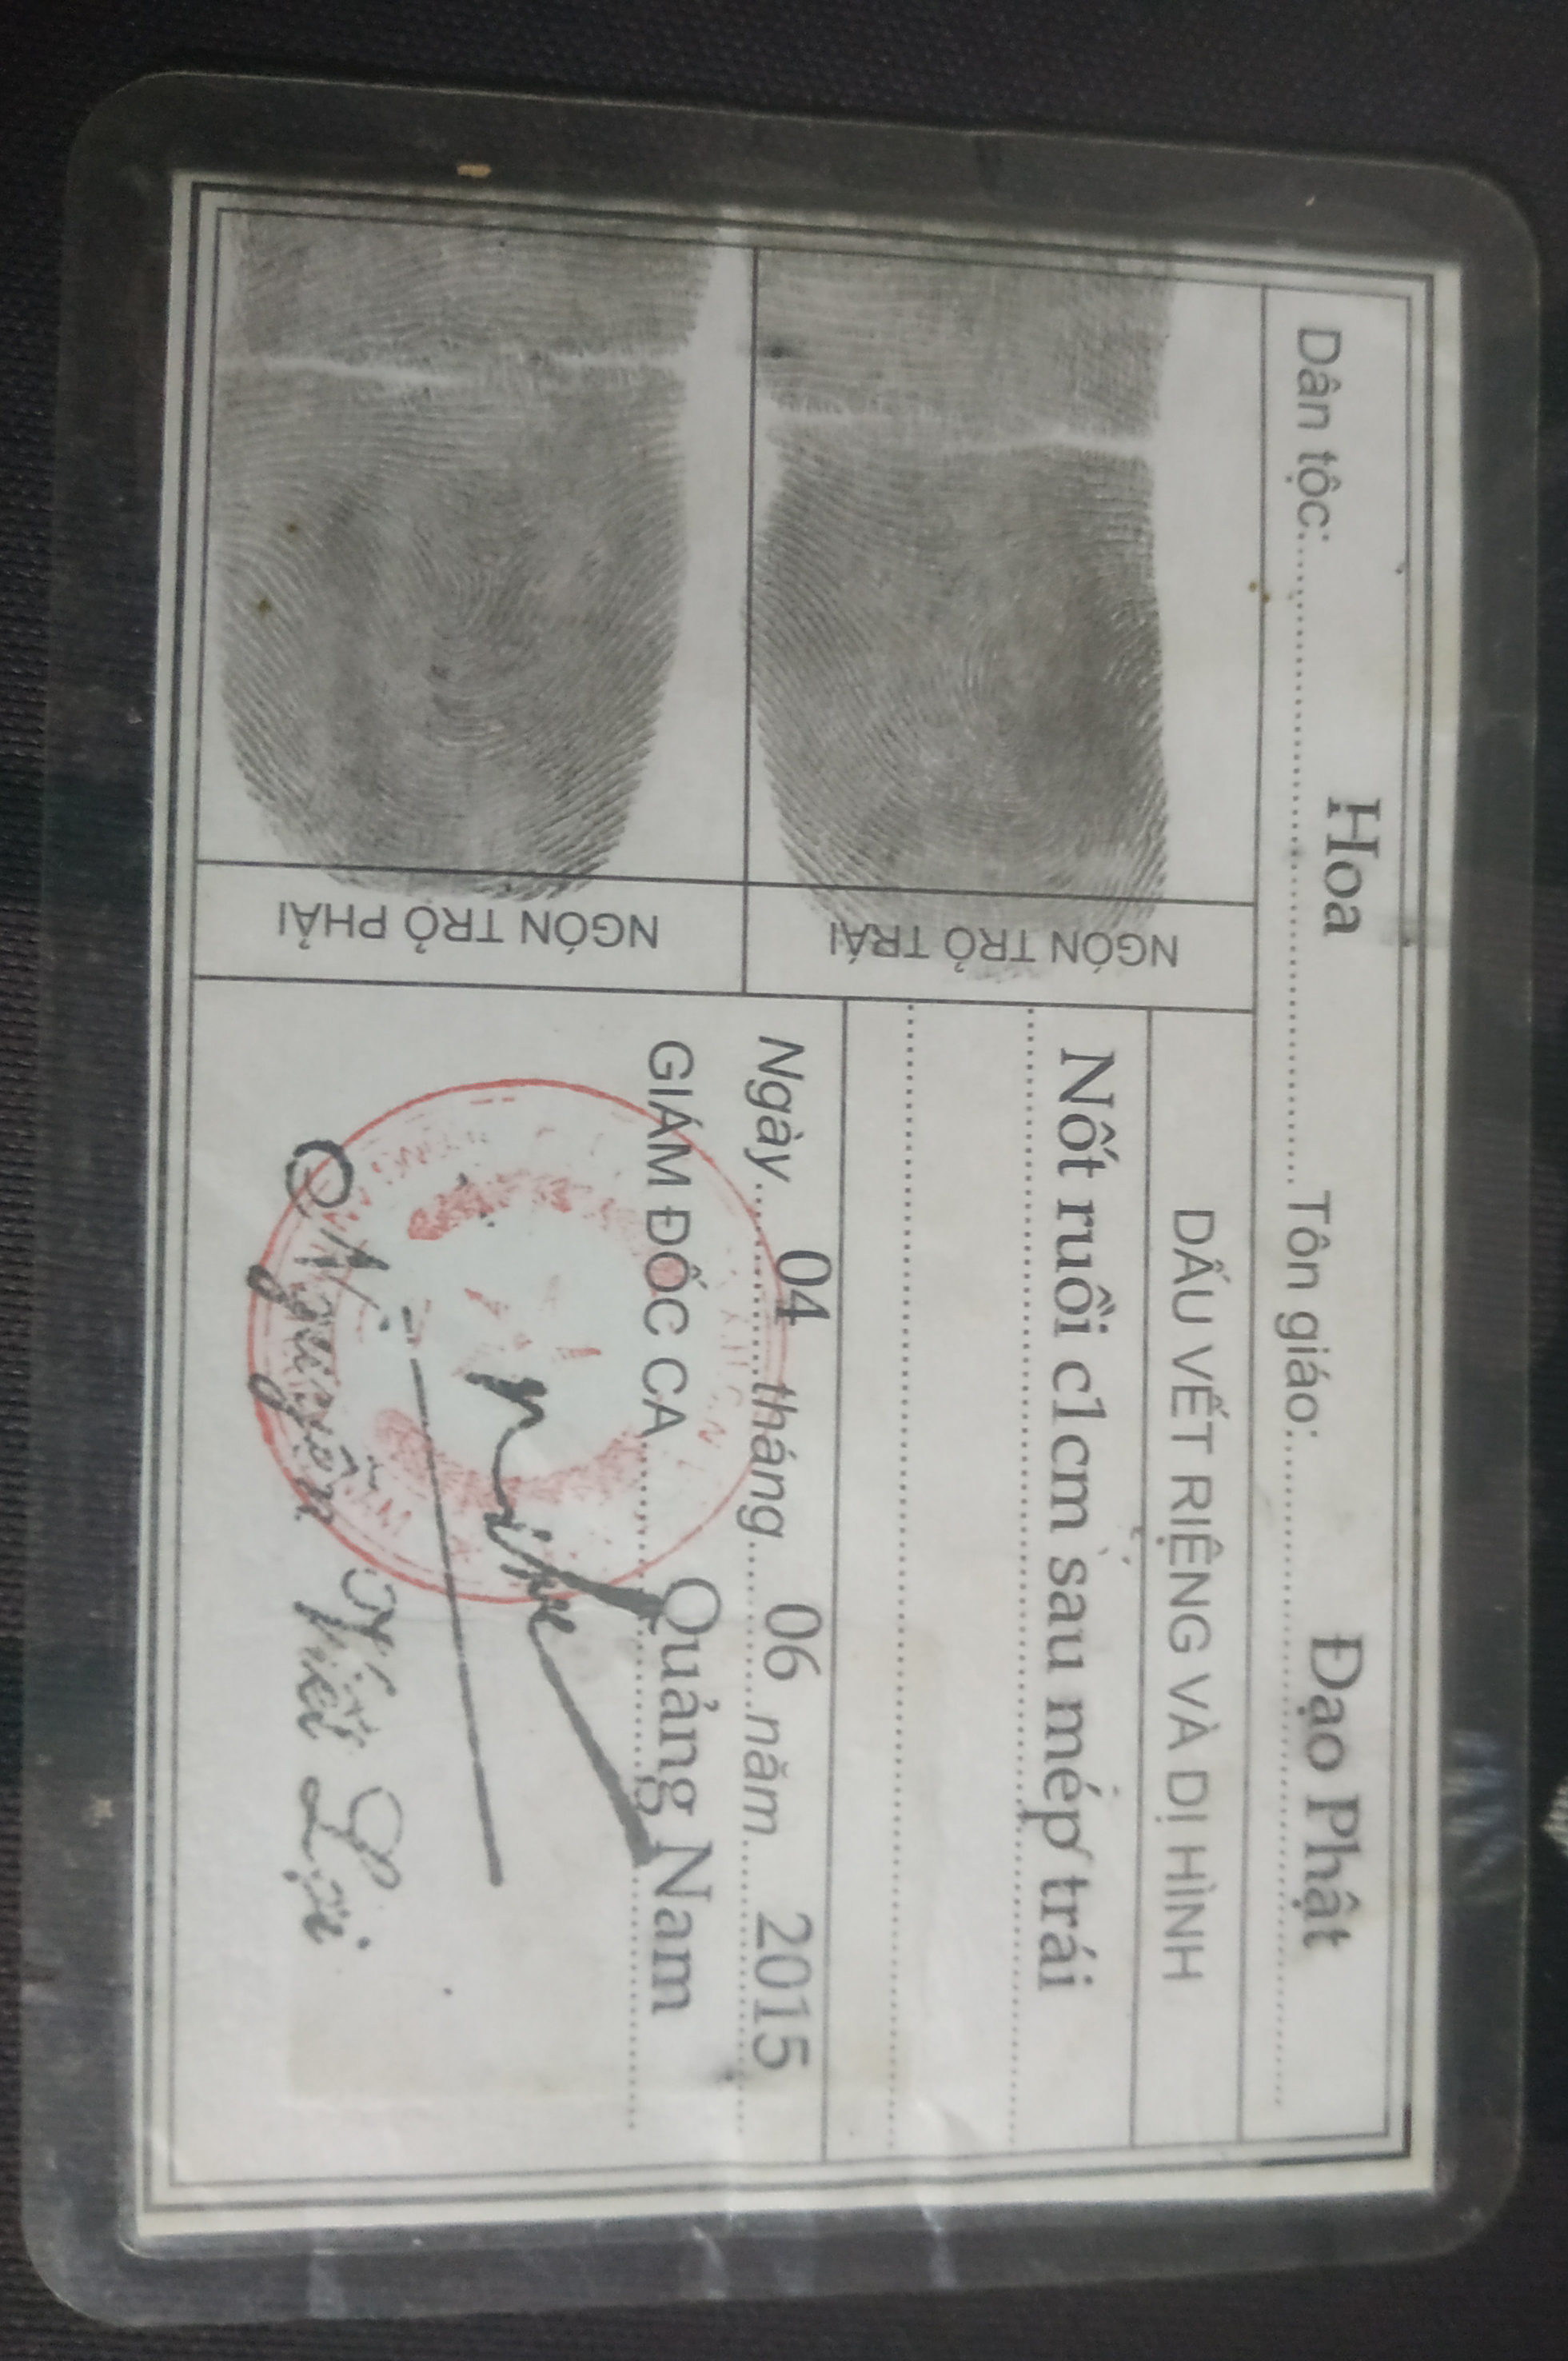 Dân tộc: Hoa Tôn giáo: Đạo Phật
NGÓN TRỎ TRÁI
NGÓN TRỎ PHẢI
DẤU VẾT RIÊNG VÀ DỊ HÌNH
Nốt ruồi c1cm sau mép trái
Ngày 04 tháng 06 năm 2015
GIÁM ĐỐC CA Quảng Nam
Nguyễn Viết Lợi